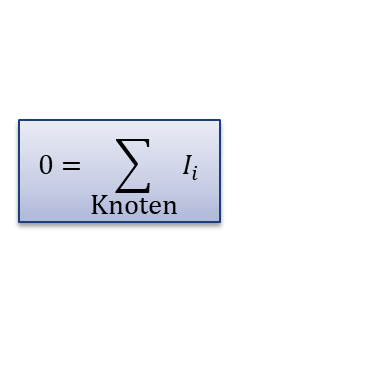 0 = ∑ I_i
Knoten